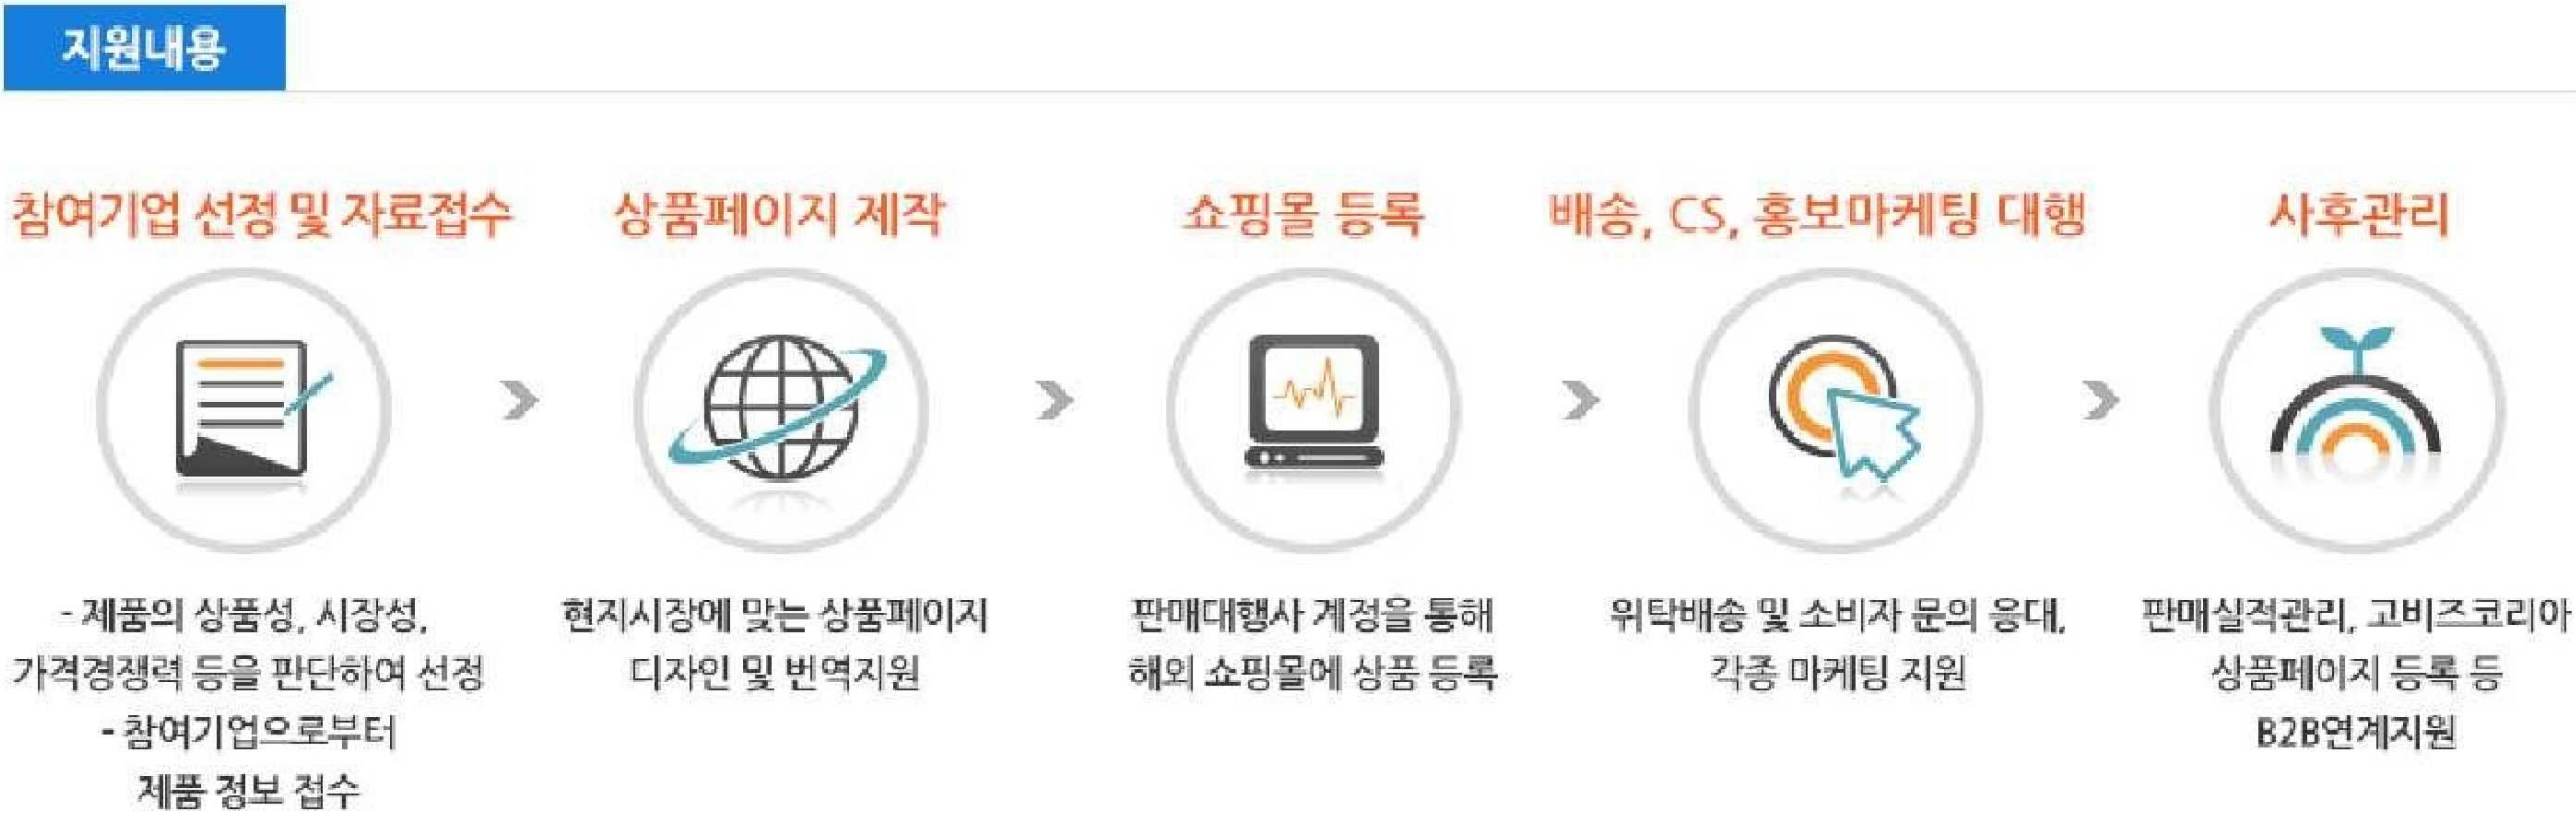 지원내용
참여기업 선정 및 자료접수
- 제품의 상품성, 시장성,
가격경쟁력 등을 판단하여 선정
- 참여기업으로부터
제품 정보 접수
상품페이지 제작
현지시장에 맞는 상품페이지
디자인 및 번역지원
쇼핑몰 등록
판매대행사 계정을 통해
해외 쇼핑몰에 상품 등록
배송, CS, 홍보마케팅 대행
위탁배송 및 소비자 문의 응대,
각종 마케팅 지원
사후관리
판매실적관리, 고비즈코리아
상품페이지 등록 등
B2B연계지원